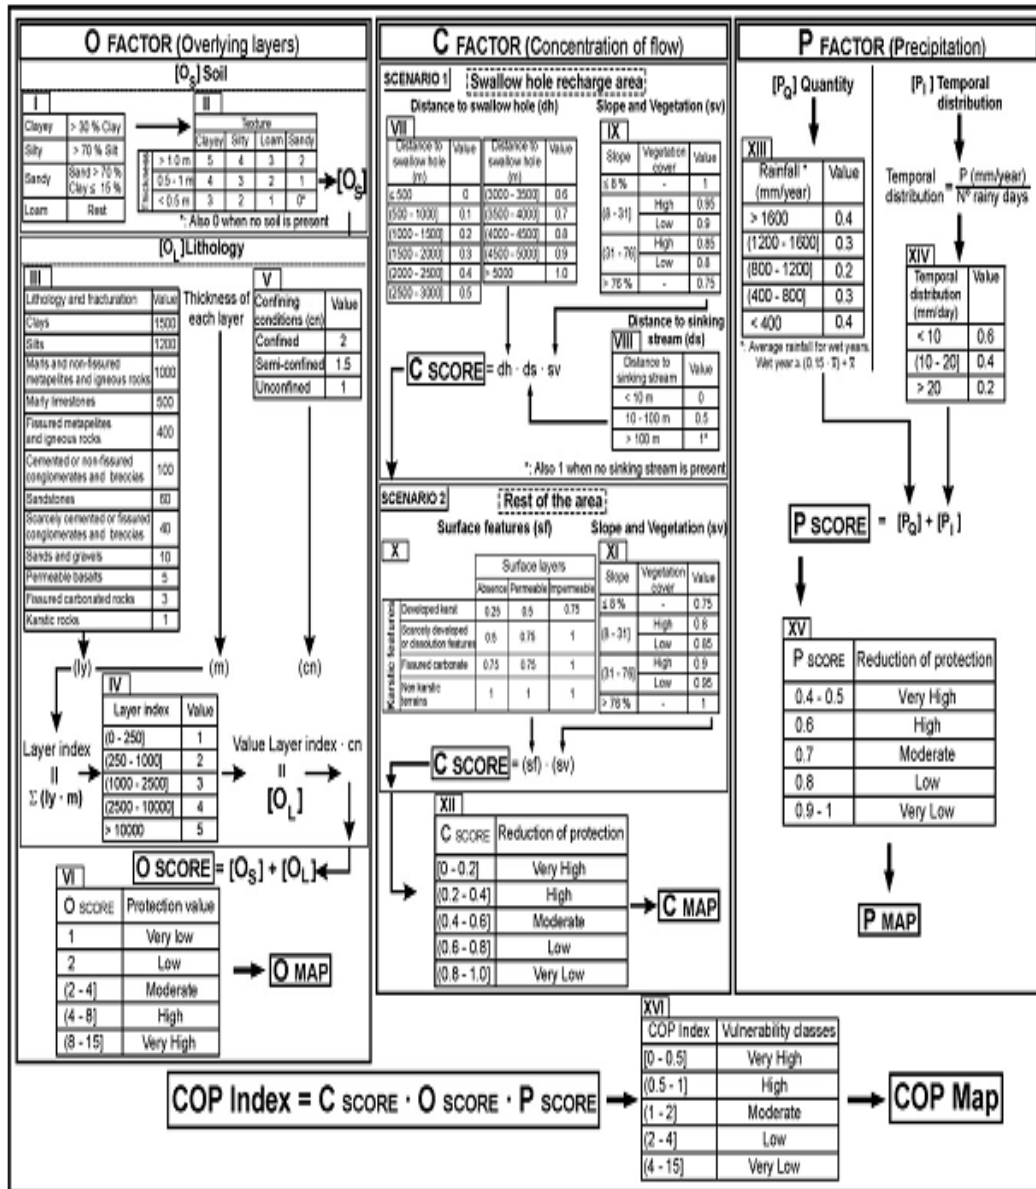 O FACTOR (Overlying layers)
[OS] Soil
I
Clayey > 30 % Clay
Silty > 70 % Silt
Sandy Sand > 70 % Clay ≤ 15 %
Loam Rest
II
Texture
Clayey Silty Loam Sandy
Thickness
> 1.0 m 5 4 3 2
0.5 - 1 m 4 3 2 1
< 0.5 m 3 2 1 0*
[OS]
*: Also 0 when no soil is present
[OL] Lithology
III
Lithology and fracturation Value
Clays 1500
Silts 1200
Marls and non-fissured metapelites and igneous rocks 1000
Marly limestones 500
Fissured metapelites and igneous rocks 400
Cemented or non-fissured conglomerates and breccias 100
Sandstones 60
Scarcely cemented or fissured conglomerates and breccias 40
Sands and gravels 10
Permeable basalts 5
Fissured carbonated rocks 3
Karstic rocks 1
Thickness of
each layer
V
Confining conditions (cn) Value
Confined 2
Semi-confined 1.5
Unconfined 1
(ly) (m) (cn)
IV
Layer index Value
(0 - 250] 1
(250 - 1000] 2
(1000 - 2500] 3
(2500 - 10000] 4
> 10000 5
Layer index
||
Σ (ly · m)
Value Layer index · cn
||
[OL]
O SCORE = [OS] + [OL]
VI
O SCORE Protection value
1 Very low
2 Low
(2 - 4] Moderate
(4 - 8] High
(8 - 15] Very High
O MAP
C FACTOR (Concentration of flow)
SCENARIO 1 Swallow hole recharge area
Distance to swallow hole (dh)
VII
Distance to swallow hole (m) Value Distance to swallow hole (m) Value
≤ 500 0 (3000 - 3500] 0.6
(500 - 1000] 0.1 (3500 - 4000] 0.7
(1000 - 1500] 0.2 (4000 - 4500] 0.8
(1500 - 2000] 0.3 (4500 - 5000] 0.9
(2000 - 2500] 0.4 > 5000 1.0
(2500 - 3000] 0.5
Slope and Vegetation (sv)
IX
Slope Vegetation cover Value
≤ 8 % - 1
(8 - 31] High 0.95
Low 0.9
(31 - 76] High 0.85
Low 0.8
> 76 % - 0.75
Distance to sinking
stream (ds)
VIII
Distance to sinking stream Value
< 10 m 0
10 - 100 m 0.5
> 100 m 1*
C SCORE = dh · ds · sv
*: Also 1 when no sinking stream is present
SCENARIO 2 Rest of the area
Surface features (sf)
X
Surface layers
Absence Permeable Impermeable
Karstic features
Developed karst 0.25 0.5 0.75
Scarcely developed or dissolution features 0.5 0.75 1
Fissured carbonate 0.75 0.75 1
Non karstic terrains 1 1 1
Slope and Vegetation (sv)
XI
Slope Vegetation cover Value
≤ 8 % - 0.75
(8 - 31] High 0.8
Low 0.85
(31 - 76] High 0.9
Low 0.95
> 76 % - 1
C SCORE = (sf) · (sv)
XII
C SCORE Reduction of protection
[0 - 0.2] Very High
(0.2 - 0.4] High
(0.4 - 0.6] Moderate
(0.6 - 0.8] Low
(0.8 - 1.0] Very Low
C MAP
P FACTOR (Precipitation)
[PQ] Quantity
XIII
Rainfall * (mm/year) Value
> 1600 0.4
(1200 - 1600] 0.3
(800 - 1200] 0.2
(400 - 800] 0.3
< 400 0.4
*: Average rainfall for wet years.
Wet year ≥ (0.15 · x̄) + x̄
[PI] Temporal
distribution
Temporal distribution = P (mm/year) / Nº rainy days
XIV
Temporal distribution (mm/day) Value
< 10 0.6
(10 - 20] 0.4
> 20 0.2
P SCORE = [PQ] + [PI]
XV
P SCORE Reduction of protection
0.4 - 0.5 Very High
0.6 High
0.7 Moderate
0.8 Low
0.9 - 1 Very Low
P MAP
COP Index = C SCORE · O SCORE · P SCORE
XVI
COP Index Vulnerability classes
[0 - 0.5] Very High
(0.5 - 1] High
(1 - 2] Moderate
(2 - 4] Low
(4 - 15] Very Low
COP Map